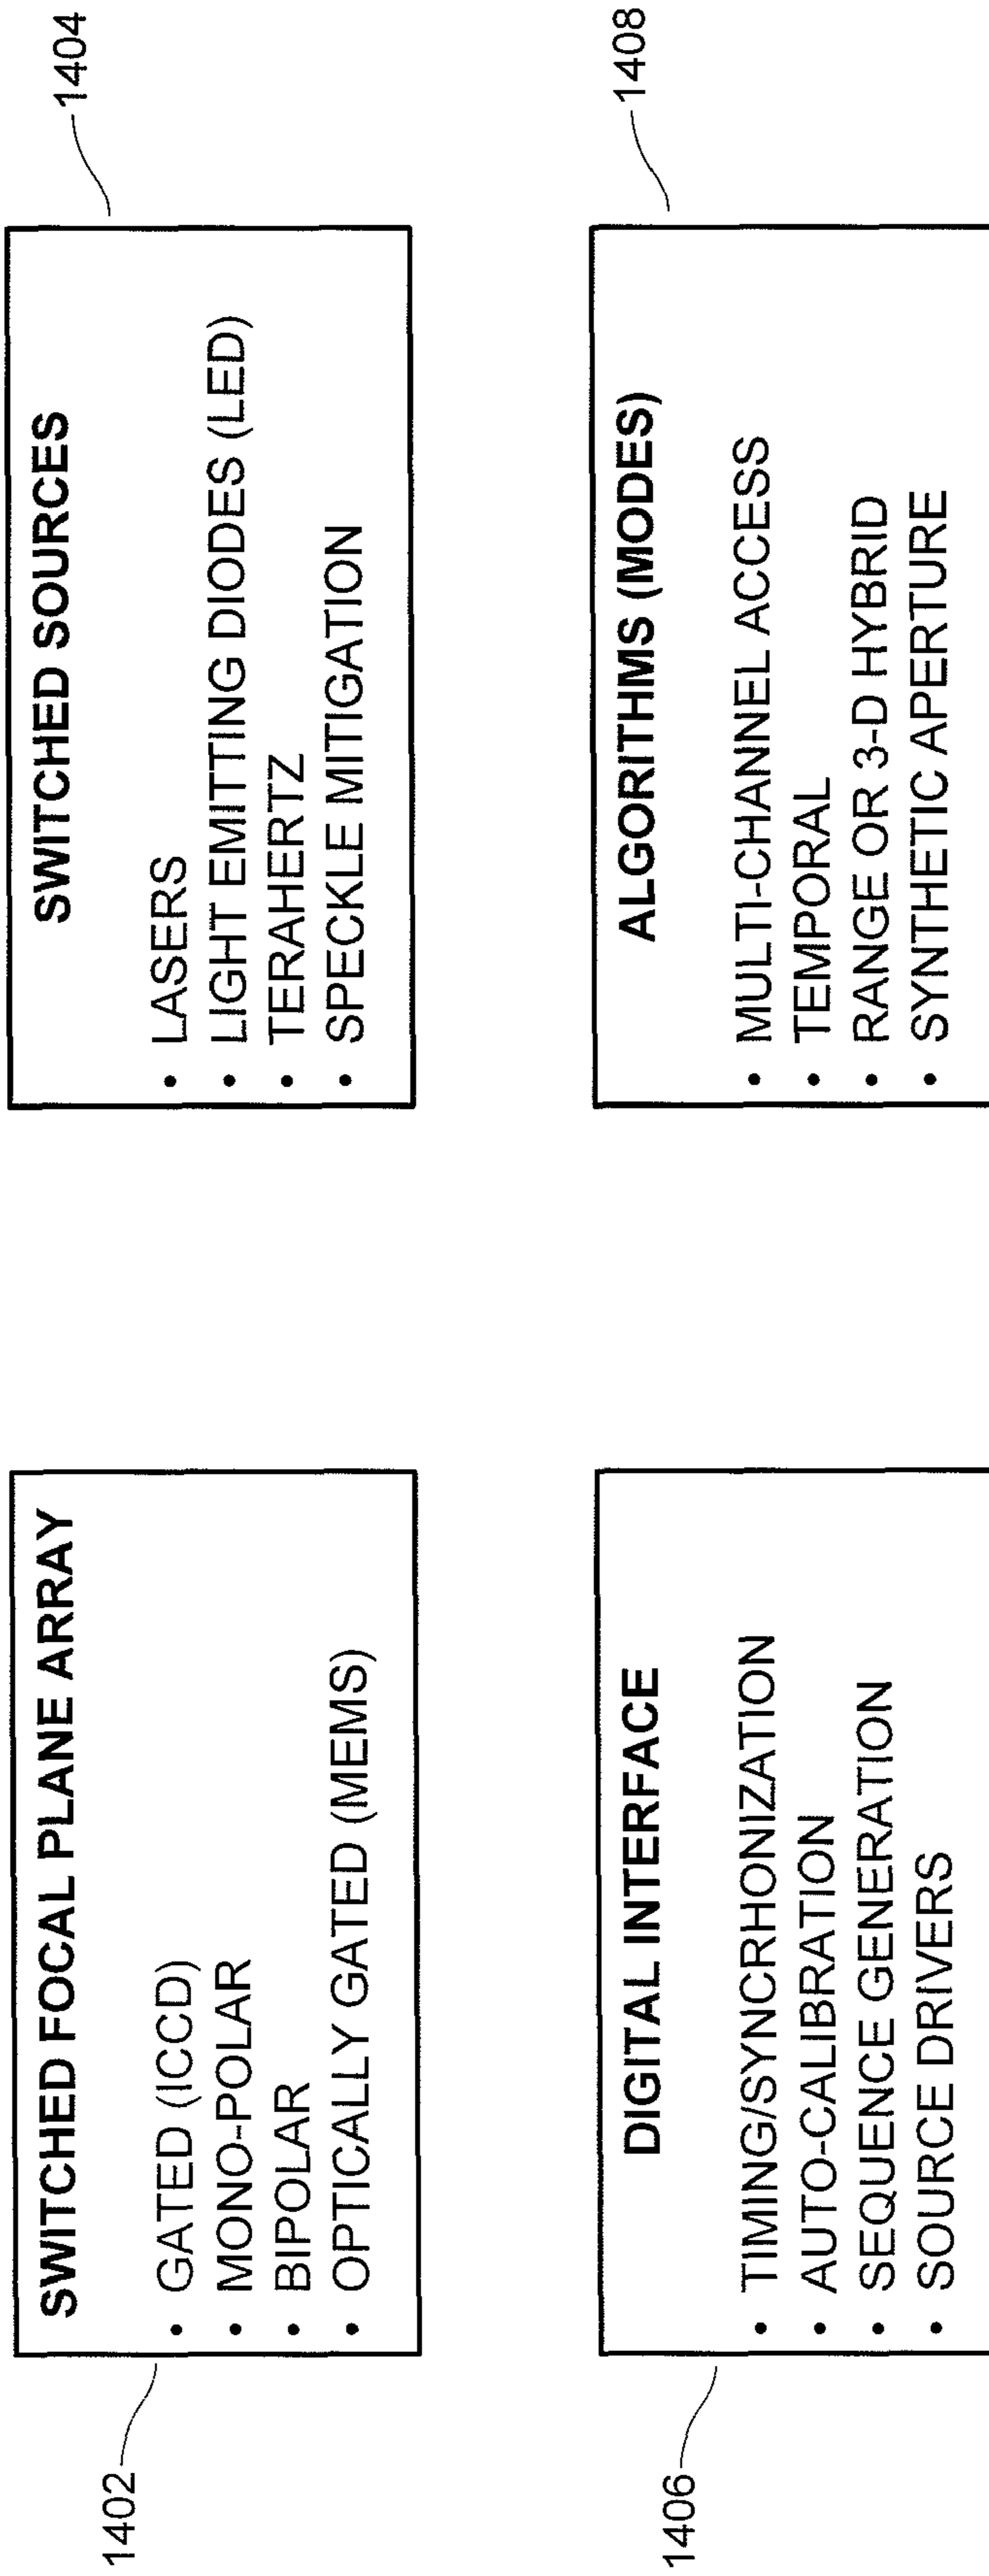 1402
SWITCHED FOCAL PLANE ARRAY
• GATED (ICCD)
• MONO-POLAR
• BIPOLAR
• OPTICALLY GATED (MEMS)
1404
SWITCHED SOURCES
• LASERS
• LIGHT EMITTING DIODES (LED)
• TERAHERTZ
• SPECKLE MITIGATION
1406
DIGITAL INTERFACE
• TIMING/SYNCRHONIZATION
• AUTO-CALIBRATION
• SEQUENCE GENERATION
• SOURCE DRIVERS
1408
ALGORITHMS (MODES)
• MULTI-CHANNEL ACCESS
• TEMPORAL
• RANGE OR 3-D HYBRID
• SYNTHETIC APERTURE